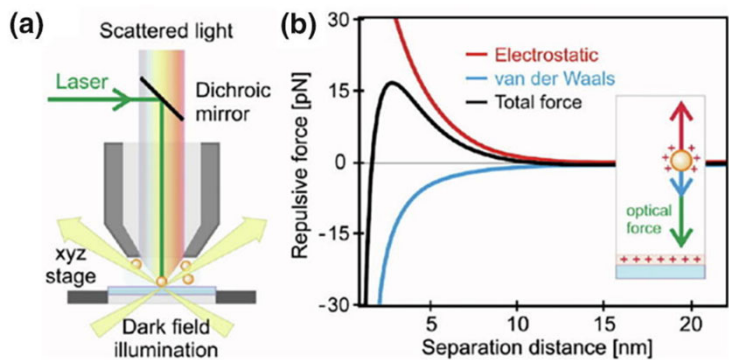 (a)
Scattered light
Laser
Dichroic
mirror
xyz
stage
Dark field
illumination
(b)
Repulsive force [pN]
30
15
0
-15
-30
Electrostatic
van der Waals
Total force
optical
force
+ + + + + + +
5
10
15
20
Separation distance [nm]